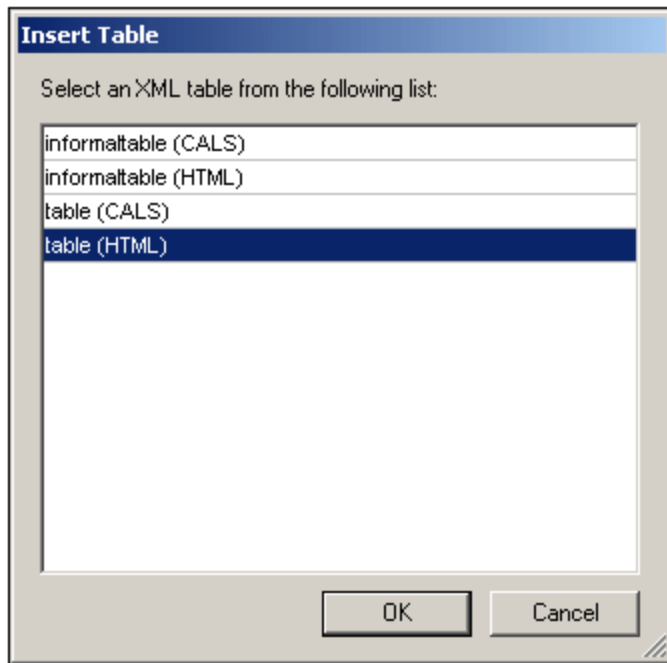 Insert Table
Select an XML table from the following list:
informaltable (CALS)
informaltable (HTML)
table (CALS)
table (HTML)
OK
Cancel